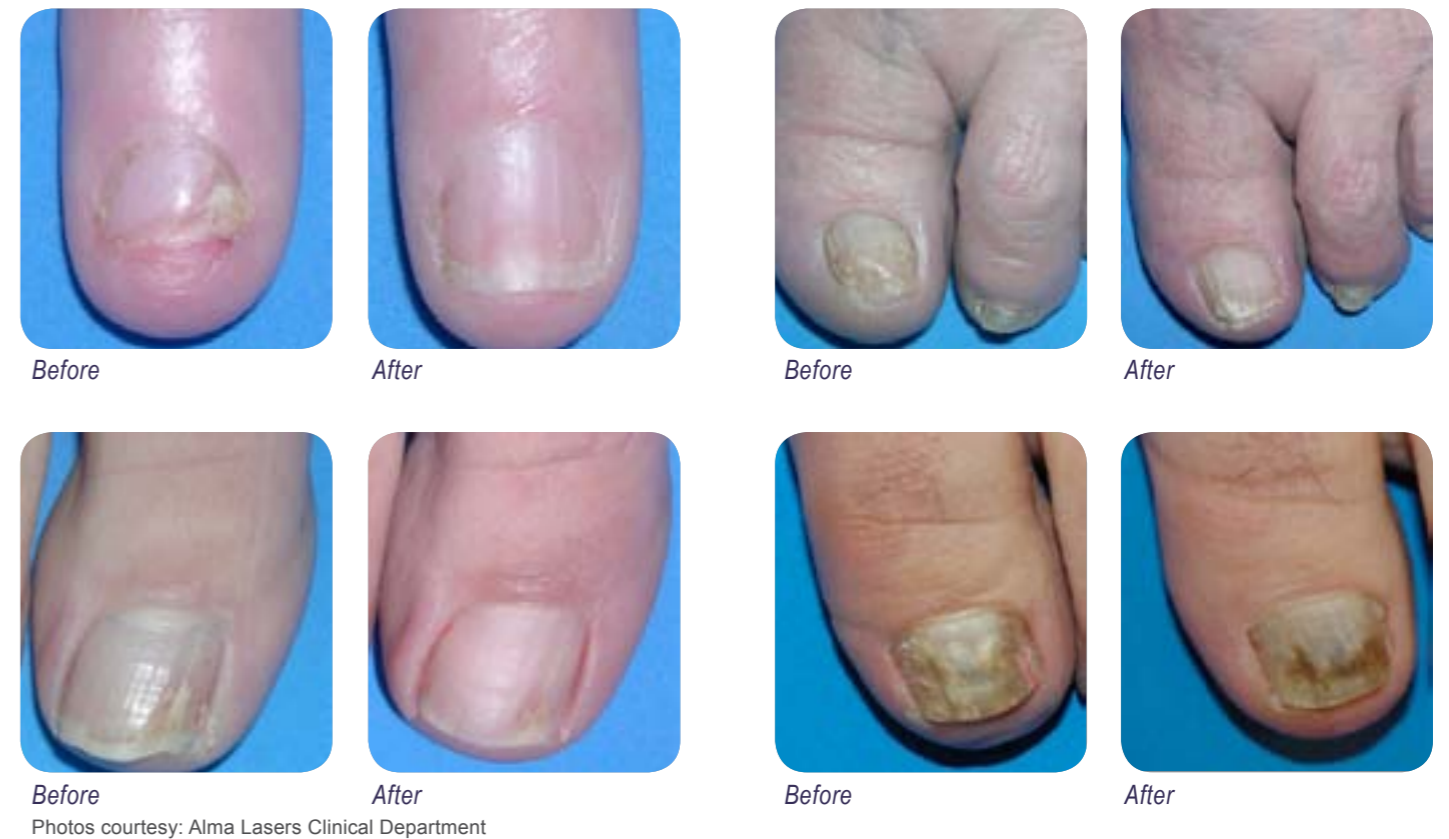 Before
After
Before
After
Before
After
Before
After
Photos courtesy: Alma Lasers Clinical Department